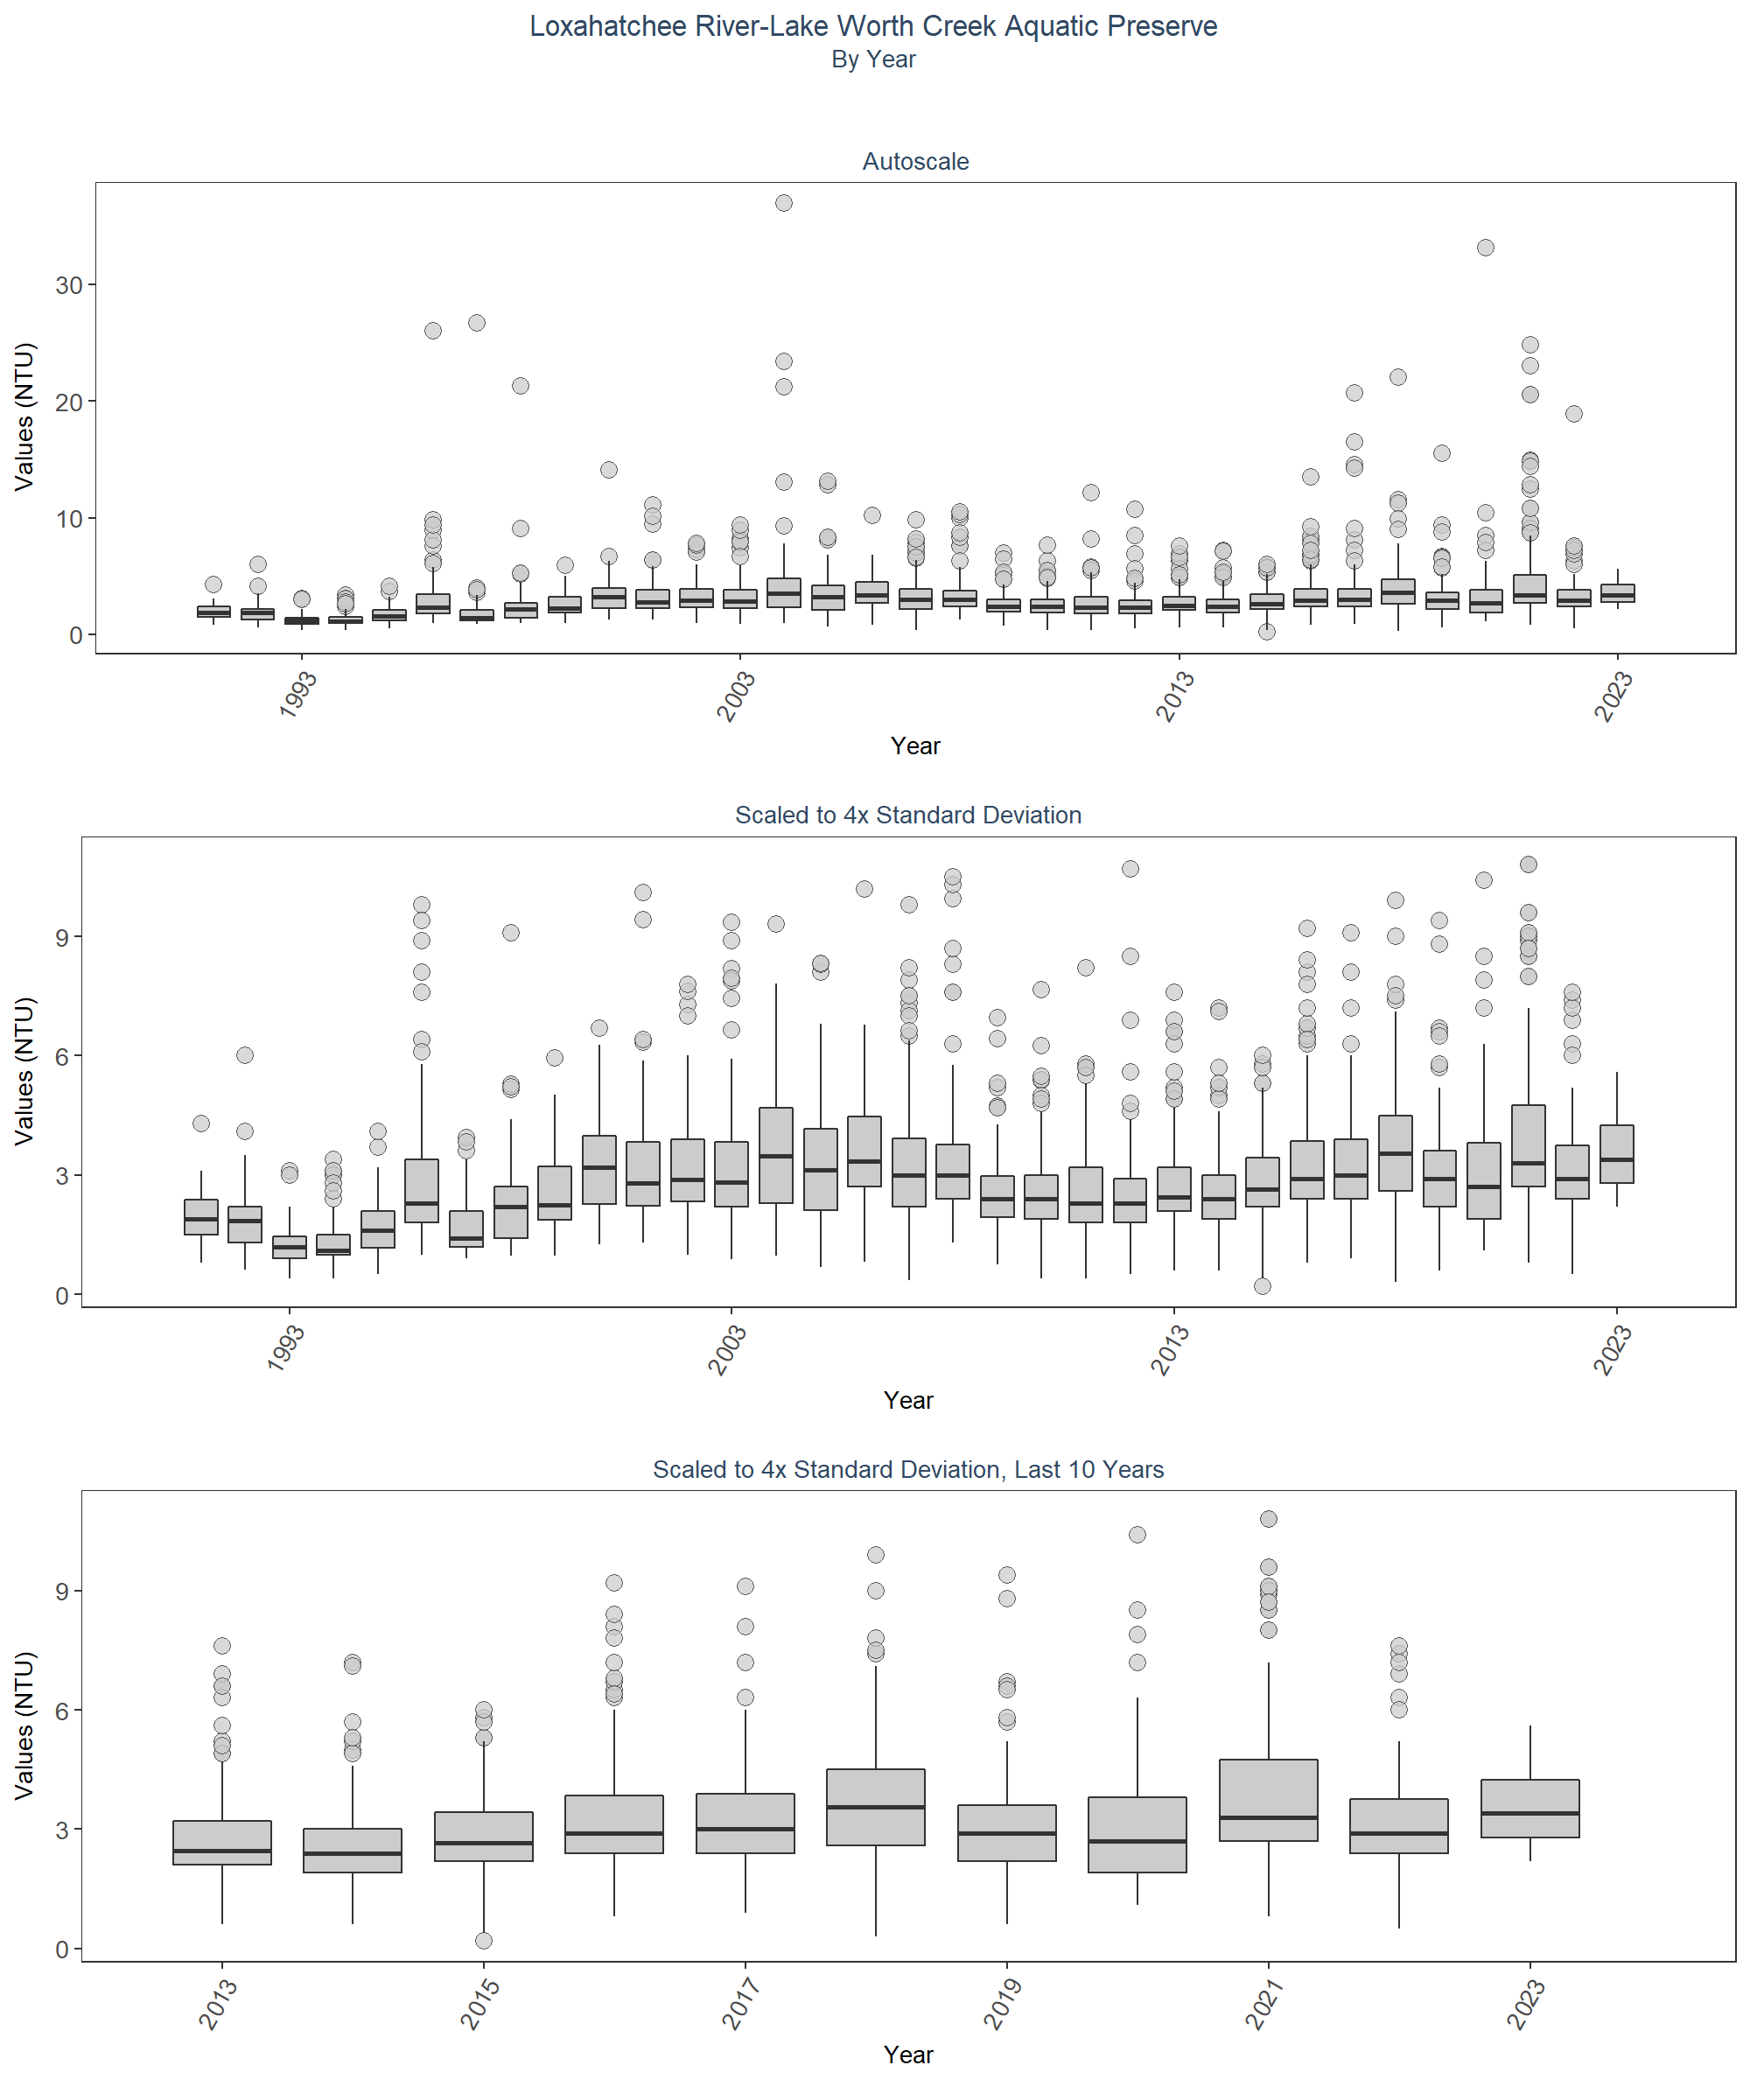 Loxahatchee River-Lake Worth Creek Aquatic Preserve
By Year
Autoscale
Values (NTU)
30
20
10
0
1993
2003
2013
2023
Year
Scaled to 4x Standard Deviation
Values (NTU)
9
6
3
0
1993
2003
2013
2023
Year
Scaled to 4x Standard Deviation, Last 10 Years
Values (NTU)
9
6
3
0
2013
2015
2017
2019
2021
2023
Year